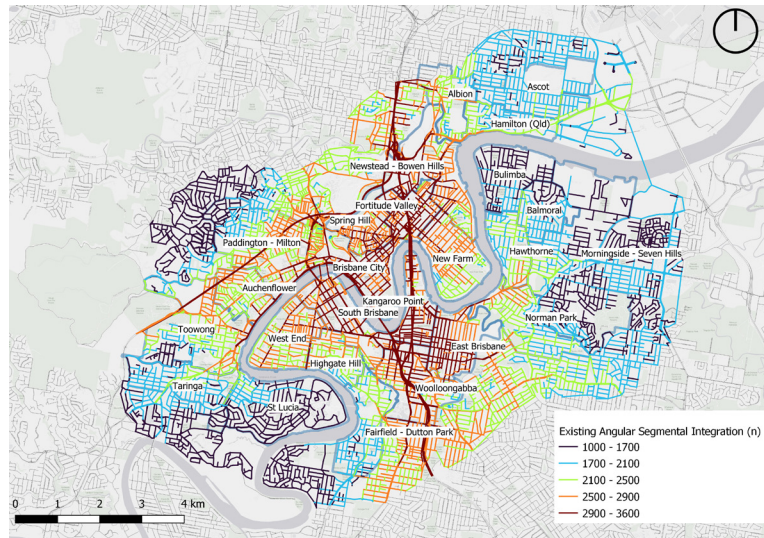 Albion
Ascot
Hamilton (Qld)
Newstead - Bowen Hills
Bulimba
Fortitude Valley
Balmoral
Spring Hill
Paddington - Milton
Hawthorne
Morningside - Seven Hills
New Farm
Brisbane City
Auchenflower
Kangaroo Point
South Brisbane
Norman Park
Toowong
West End
East Brisbane
Highgate Hill
Taringa
Woolloongabba
St Lucia
Fairfield - Dutton Park
Existing Angular Segmental Integration (n)
1000 - 1700
1700 - 2100
2100 - 2500
2500 - 2900
2900 - 3600
0 1 2 3 4 km